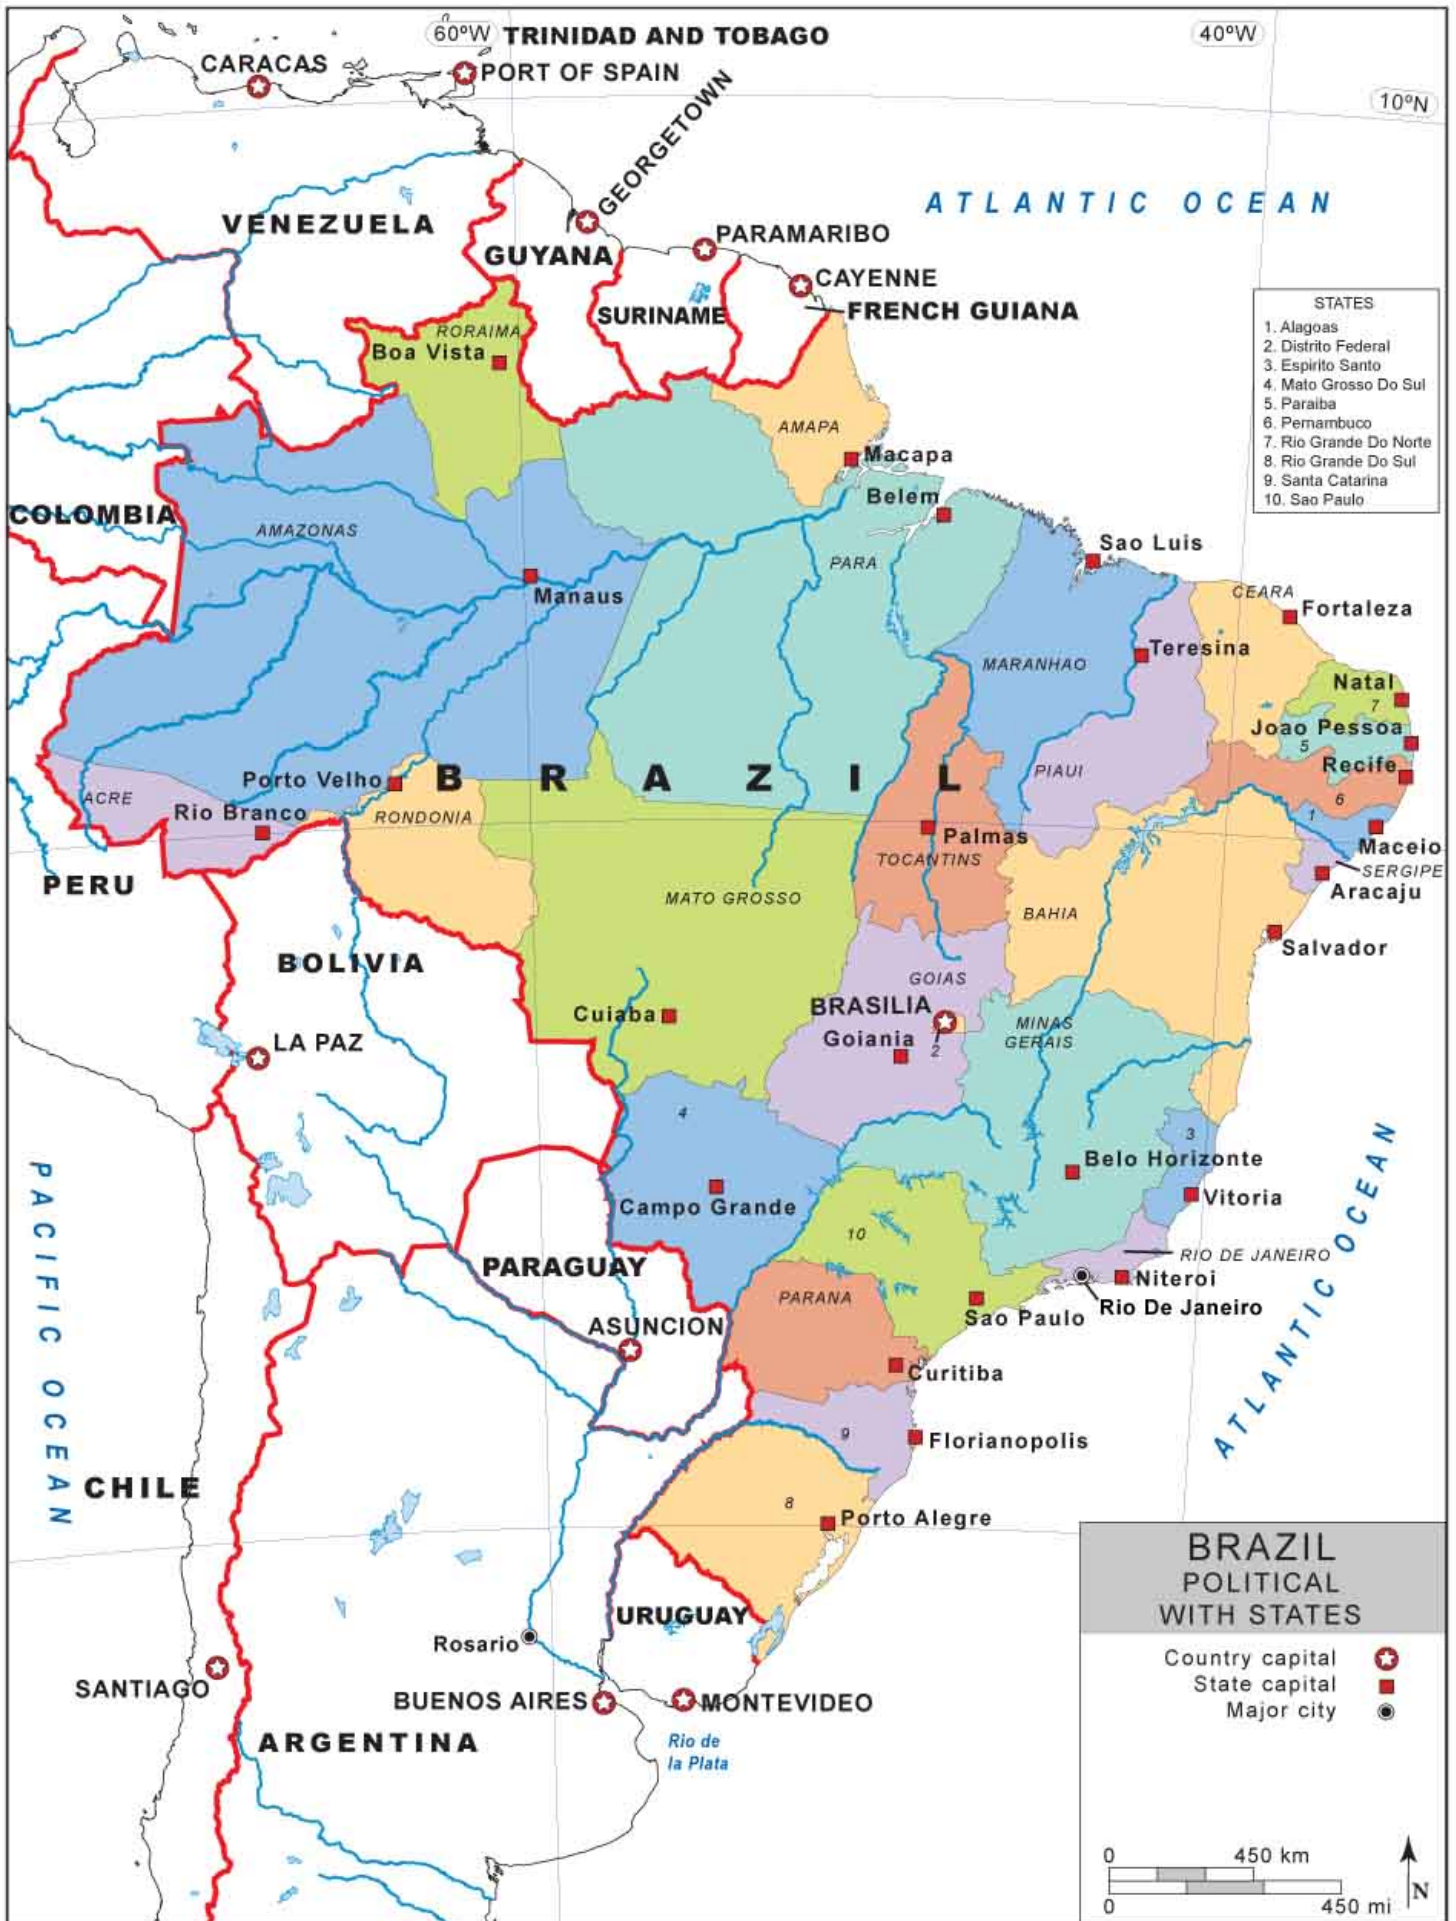 60ºW
TRINIDAD AND TOBAGO
40ºW
CARACAS
PORT OF SPAIN
10ºN
GEORGETOWN
ATLANTIC OCEAN
VENEZUELA
PARAMARIBO
GUYANA
CAYENNE
SURINAME
FRENCH GUIANA
STATES
1. Alagoas
2. Distrito Federal
3. Espirito Santo
4. Mato Grosso Do Sul
5. Paraiba
6. Pernambuco
7. Rio Grande Do Norte
8. Rio Grande Do Sul
9. Santa Catarina
10. Sao Paulo
RORAIMA
Boa Vista
AMAPA
Macapa
Belem
COLOMBIA
AMAZONAS
Sao Luis
PARA
Manaus
CEARA
Fortaleza
Teresina
MARANHAO
Natal
7
Joao Pessoa
5
Recife
PIAUI
BRAZIL
Porto Velho
ACRE
Rio Branco
RONDONIA
6
1
Palmas
Maceio
TOCANTINS
SERGIPE
PERU
Aracaju
MATO GROSSO
BAHIA
Salvador
BOLIVIA
GOIAS
BRASILIA
Cuiaba
MINAS
GERAIS
Goiania
2
LA PAZ
4
3
Belo Horizonte
Campo Grande
Vitoria
PACIFIC OCEAN
10
RIO DE JANEIRO
ATLANTIC OCEAN
PARAGUAY
Niteroi
PARANA
Rio De Janeiro
Sao Paulo
ASUNCION
Curitiba
9
Florianopolis
CHILE
8
Porto Alegre
BRAZIL
POLITICAL
WITH STATES
URUGUAY
Rosario
Country capital
State capital
Major city
SANTIAGO
BUENOS AIRES
MONTEVIDEO
Rio de
la Plata
ARGENTINA
0
450 km
0
450 mi
N